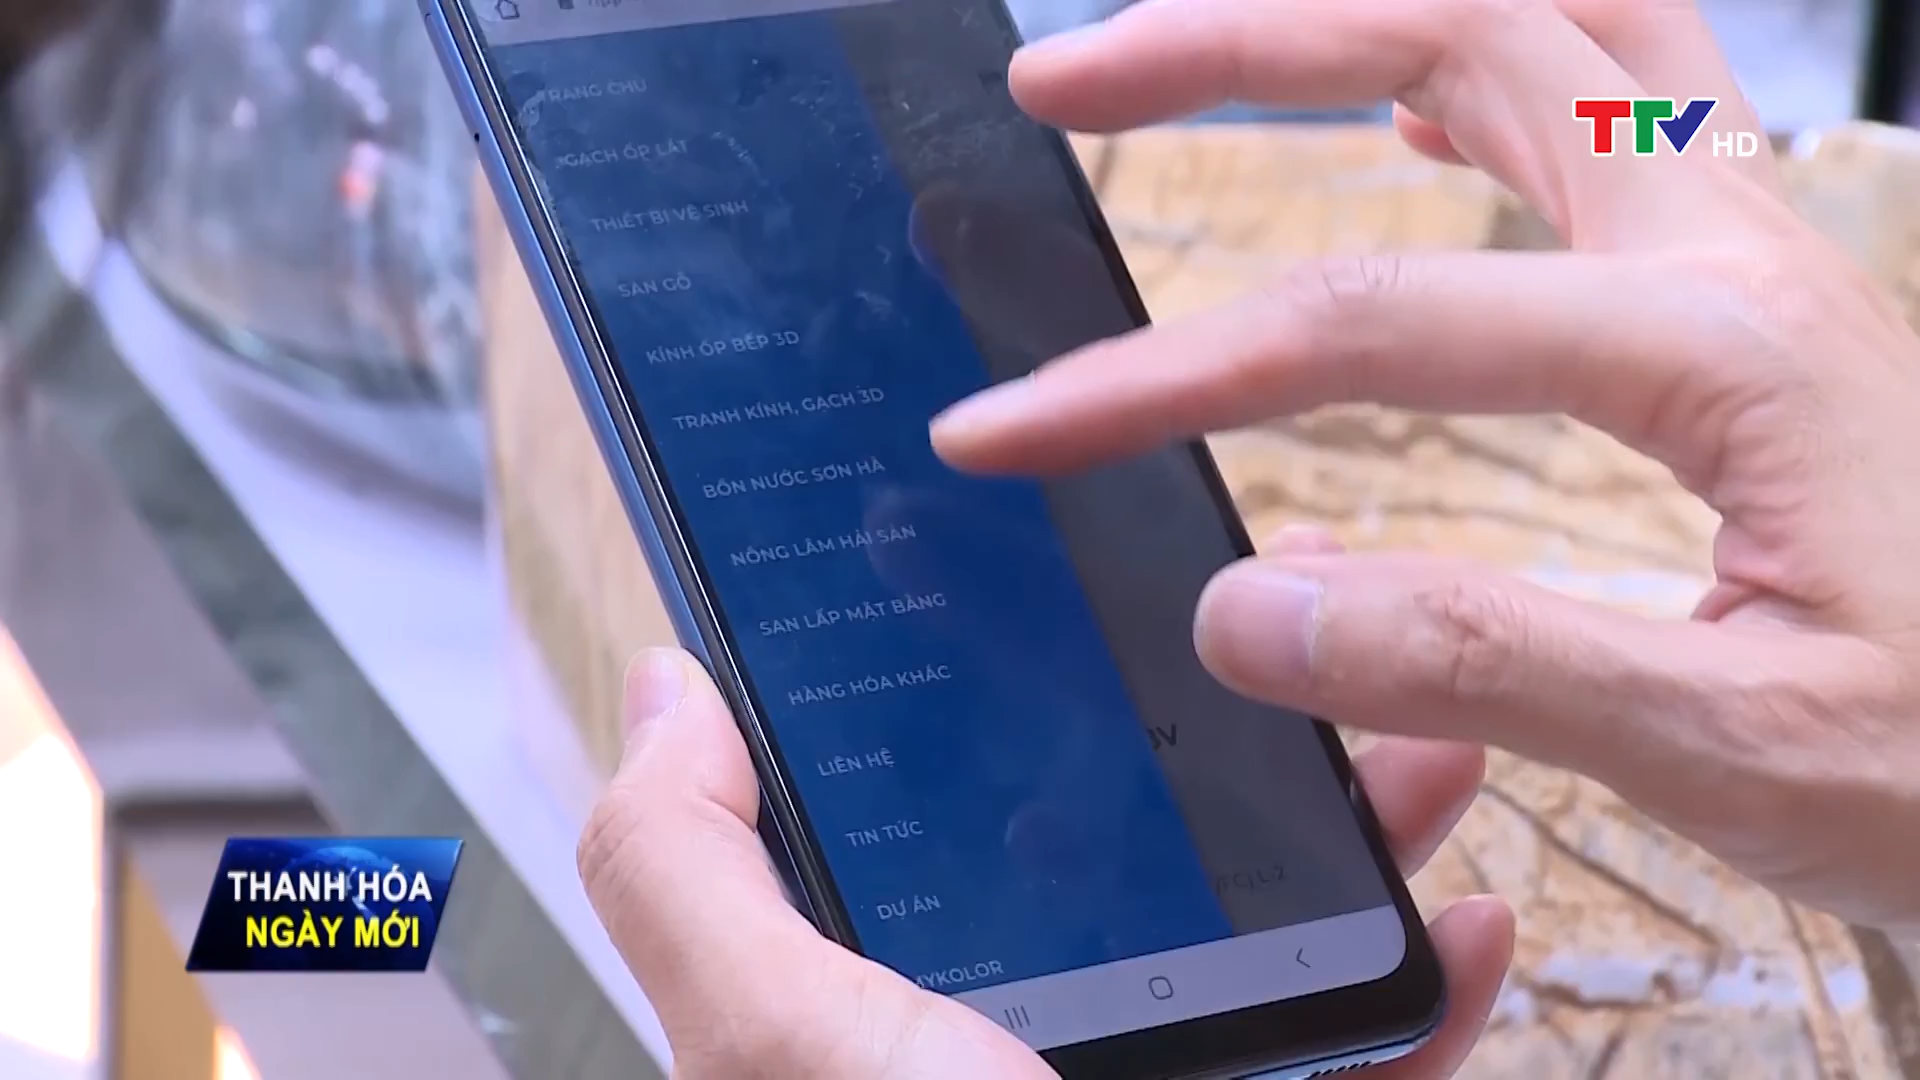 TTV HD
TRANG CHỦ
GẠCH ỐP LÁT
THIẾT BỊ VỆ SINH
SÀN GỖ
KÍNH ỐP BẾP 3D
TRANH KÍNH, GẠCH 3D
BỒN NƯỚC SƠN HÀ
NÔNG LÂM HẢI SẢN
SAN LẤP MẶT BẰNG
HÀNG HÓA KHÁC
LIÊN HỆ
TIN TỨC
DỰ ÁN
MYKOLOR
THANH HÓA
NGÀY MỚI